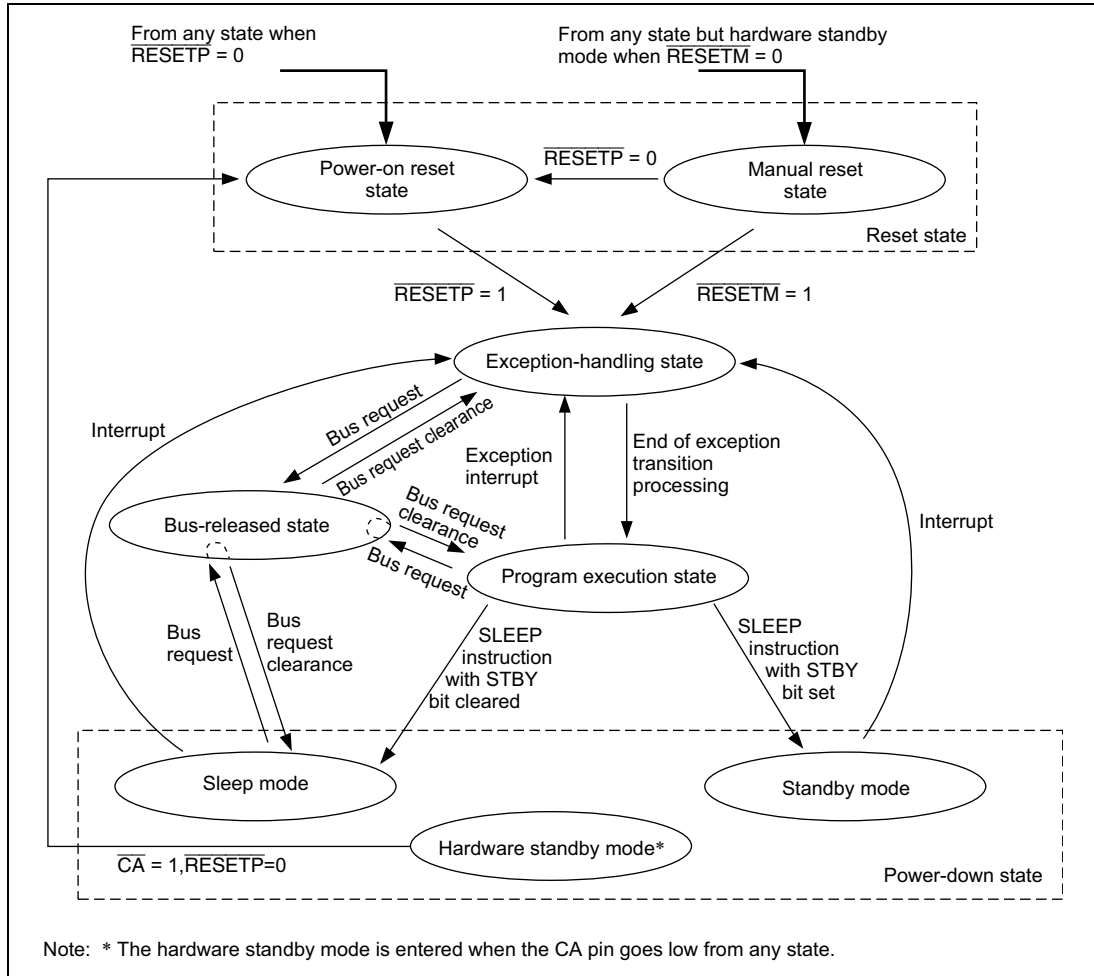 From any state when
RESETP = 0
From any state but hardware standby
mode when RESETM = 0
Power-on reset
state
RESETP = 0
Manual reset
state
Reset state
RESETP = 1
RESETM = 1
Exception-handling state
Interrupt
Bus request
Bus request clearance
Exception
interrupt
End of exception
transition
processing
Interrupt
Bus-released state
Bus request
clearance
Bus request
Program execution state
Bus
request
Bus
request
clearance
SLEEP
instruction
with STBY
bit cleared
SLEEP
instruction
with STBY
bit set
Sleep mode
Standby mode
Hardware standby mode*
CA = 1,RESETP=0
Power-down state
Note: * The hardware standby mode is entered when the CA pin goes low from any state.